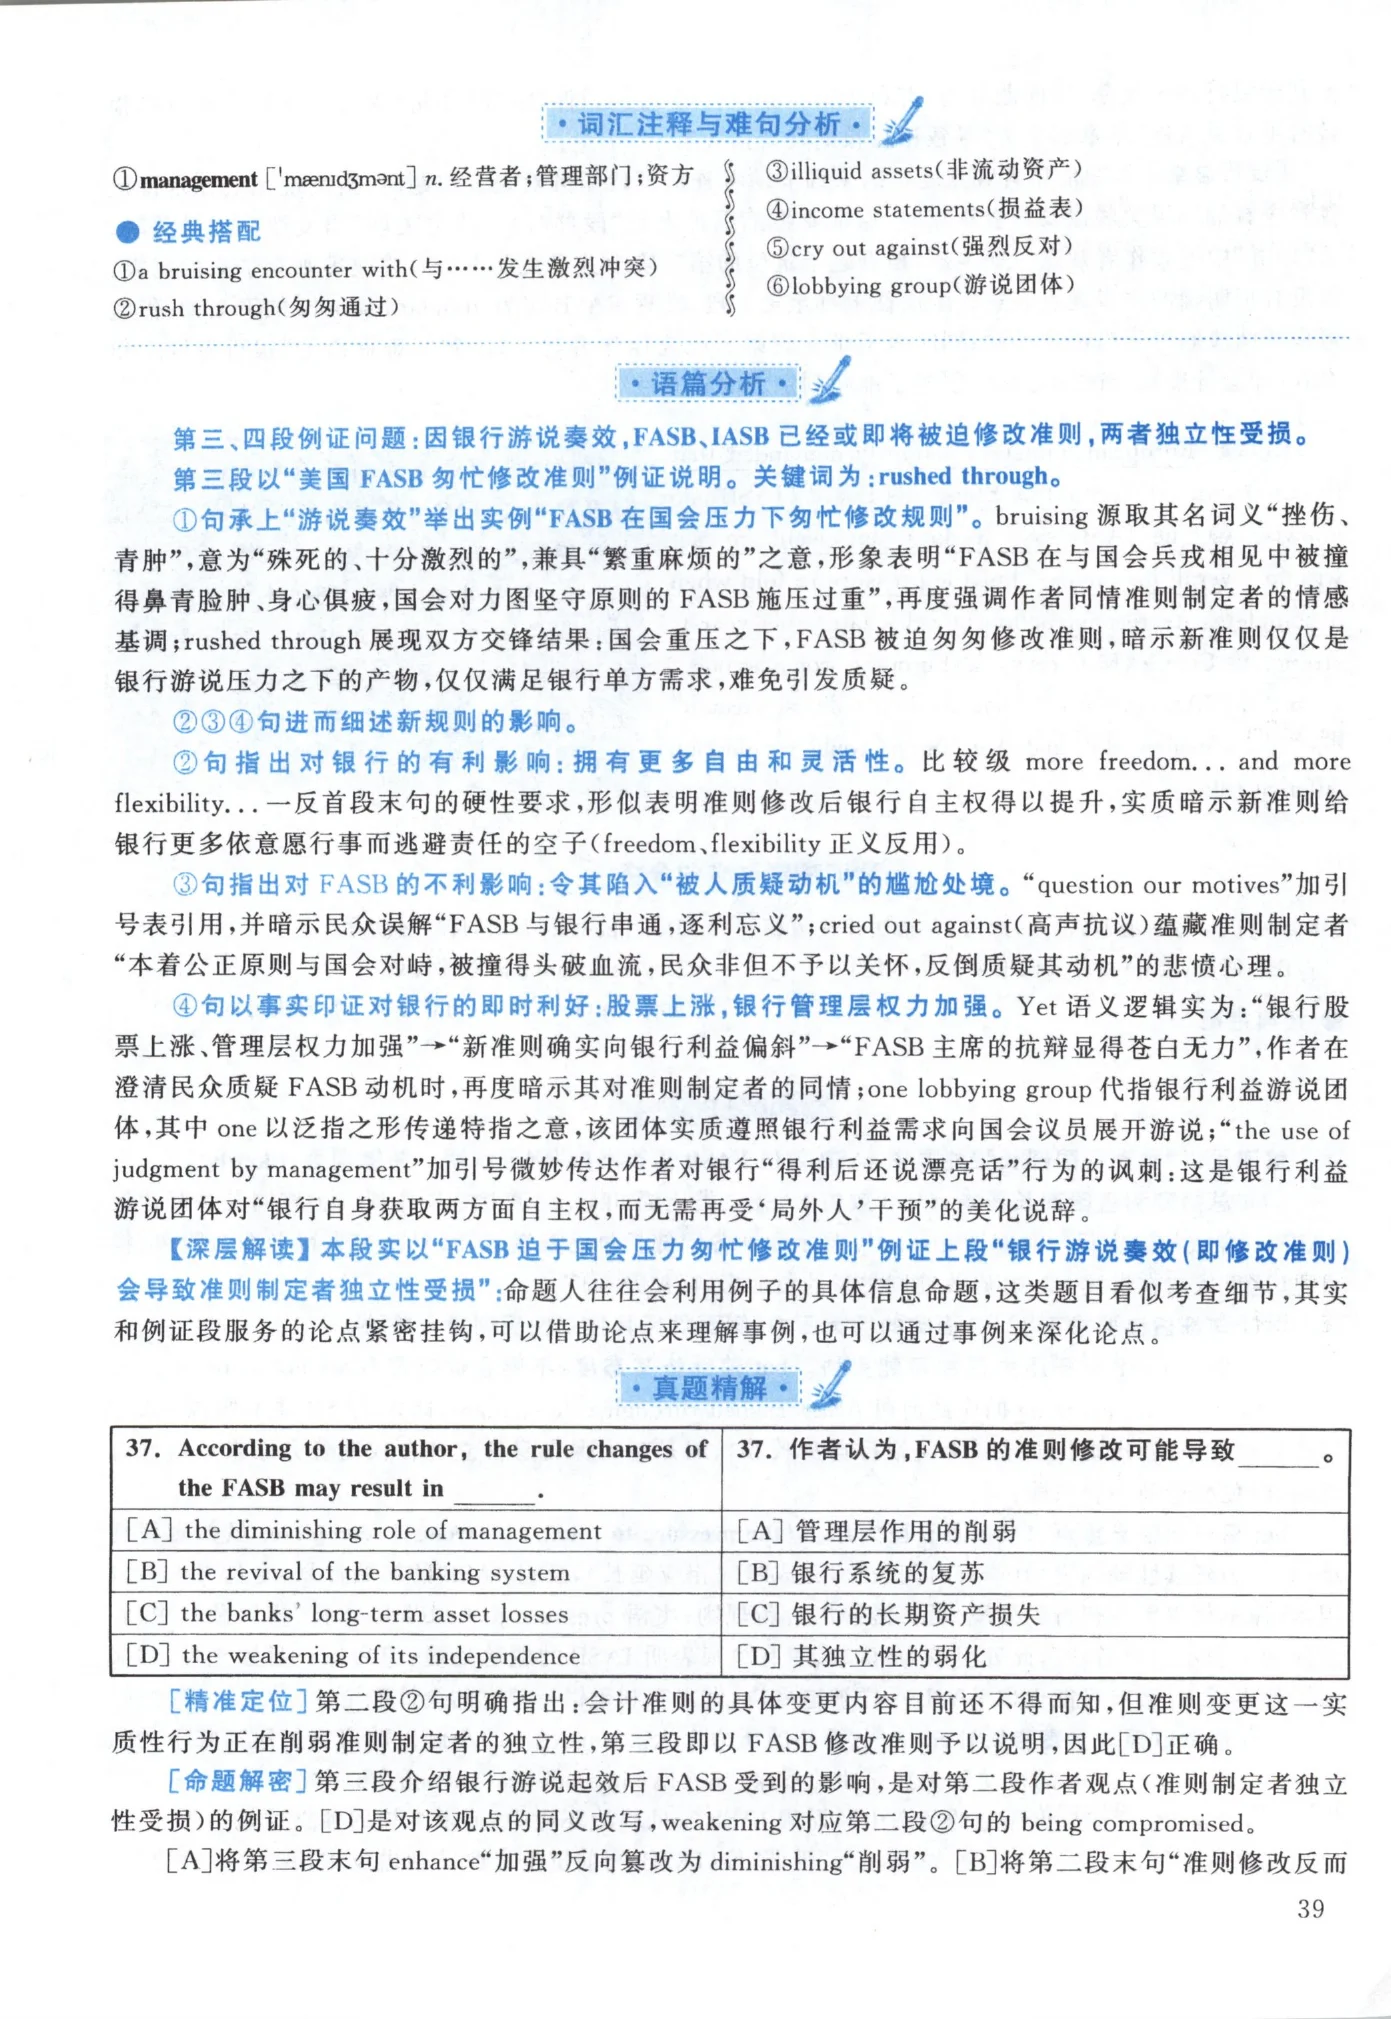 ·词汇注释与难句分析·
①management [ˈmænɪdʒmənt] n. 经营者;管理部门;资方
● 经典搭配
①a bruising encounter with(与……发生激烈冲突)
②rush through(匆匆通过)
③illiquid assets(非流动资产)
④income statements(损益表)
⑤cry out against(强烈反对)
⑥lobbying group(游说团体)
·语篇分析·
第三、四段例证问题:因银行游说奏效,FASB、IASB 已经或即将被迫修改准则,两者独立性受损。
第三段以“美国 FASB 匆忙修改准则”例证说明。关键词为:rushed through。
①句承上“游说奏效”举出实例“FASB 在国会压力下匆忙修改规则”。bruising 源取其名词义“挫伤、
青肿”,意为“殊死的、十分激烈的”,兼具“繁重麻烦的”之意,形象表明“FASB 在与国会兵戎相见中被撞
得鼻青脸肿、身心俱疲,国会对力图坚守原则的 FASB 施压过重”,再度强调作者同情准则制定者的情感
基调;rushed through 展现双方交锋结果:国会重压之下,FASB 被迫匆匆修改准则,暗示新准则仅仅是
银行游说压力之下的产物,仅仅满足银行单方需求,难免引发质疑。
②③④句进而细述新规则的影响。
②句指出对银行的有利影响:拥有更多自由和灵活性。比较级 more freedom... and more
flexibility... 一反首段末句的硬性要求,形似表明准则修改后银行自主权得以提升,实质暗示新准则给
银行更多依意愿行事而逃避责任的空子(freedom、flexibility 正义反用)。
③句指出对 FASB 的不利影响:令其陷入“被人质疑动机”的尴尬处境。“question our motives”加引
号表引用,并暗示民众误解“FASB 与银行串通,逐利忘义”;cried out against(高声抗议)蕴藏准则制定者
“本着公正原则与国会对峙,被撞得头破血流,民众非但不予以关怀,反倒质疑其动机”的悲愤心理。
④句以事实印证对银行的即时利好:股票上涨,银行管理层权力加强。Yet 语义逻辑实为:“银行股
票上涨、管理层权力加强”→“新准则确实向银行利益偏斜”→“FASB 主席的抗辩显得苍白无力”,作者在
澄清民众质疑 FASB 动机时,再度暗示其对准则制定者的同情;one lobbying group 代指银行利益游说团
体,其中 one 以泛指之形传递特指之意,该团体实质遵照银行利益需求向国会议员展开游说;“the use of
judgment by management”加引号微妙传达作者对银行“得利后还说漂亮话”行为的讽刺:这是银行利益
游说团体对“银行自身获取两方面自主权,而无需再受‘局外人’干预”的美化说辞。
【深层解读】本段实以“FASB 迫于国会压力匆忙修改准则”例证上段“银行游说奏效(即修改准则)
会导致准则制定者独立性受损”:命题人往往会利用例子的具体信息命题,这类题目看似考查细节,其实
和例证段服务的论点紧密挂钩,可以借助论点来理解事例,也可以通过事例来深化论点。
·真题精解·
37. According to the author, the rule changes of
the FASB may result in ______.
37. 作者认为,FASB 的准则修改可能导致______。
[A] the diminishing role of management
[A] 管理层作用的削弱
[B] the revival of the banking system
[B] 银行系统的复苏
[C] the banks’ long-term asset losses
[C] 银行的长期资产损失
[D] the weakening of its independence
[D] 其独立性的弱化
[精准定位] 第二段②句明确指出:会计准则的具体变更内容目前还不得而知,但准则变更这一实
质性行为正在削弱准则制定者的独立性,第三段即以 FASB 修改准则予以说明,因此[D]正确。
[命题解密] 第三段介绍银行游说起效后 FASB 受到的影响,是对第二段作者观点(准则制定者独立
性受损)的例证。[D]是对该观点的同义改写,weakening 对应第二段②句的 being compromised。
[A]将第三段末句 enhance“加强”反向篡改为 diminishing“削弱”。[B]将第二段末句“准则修改反而
39